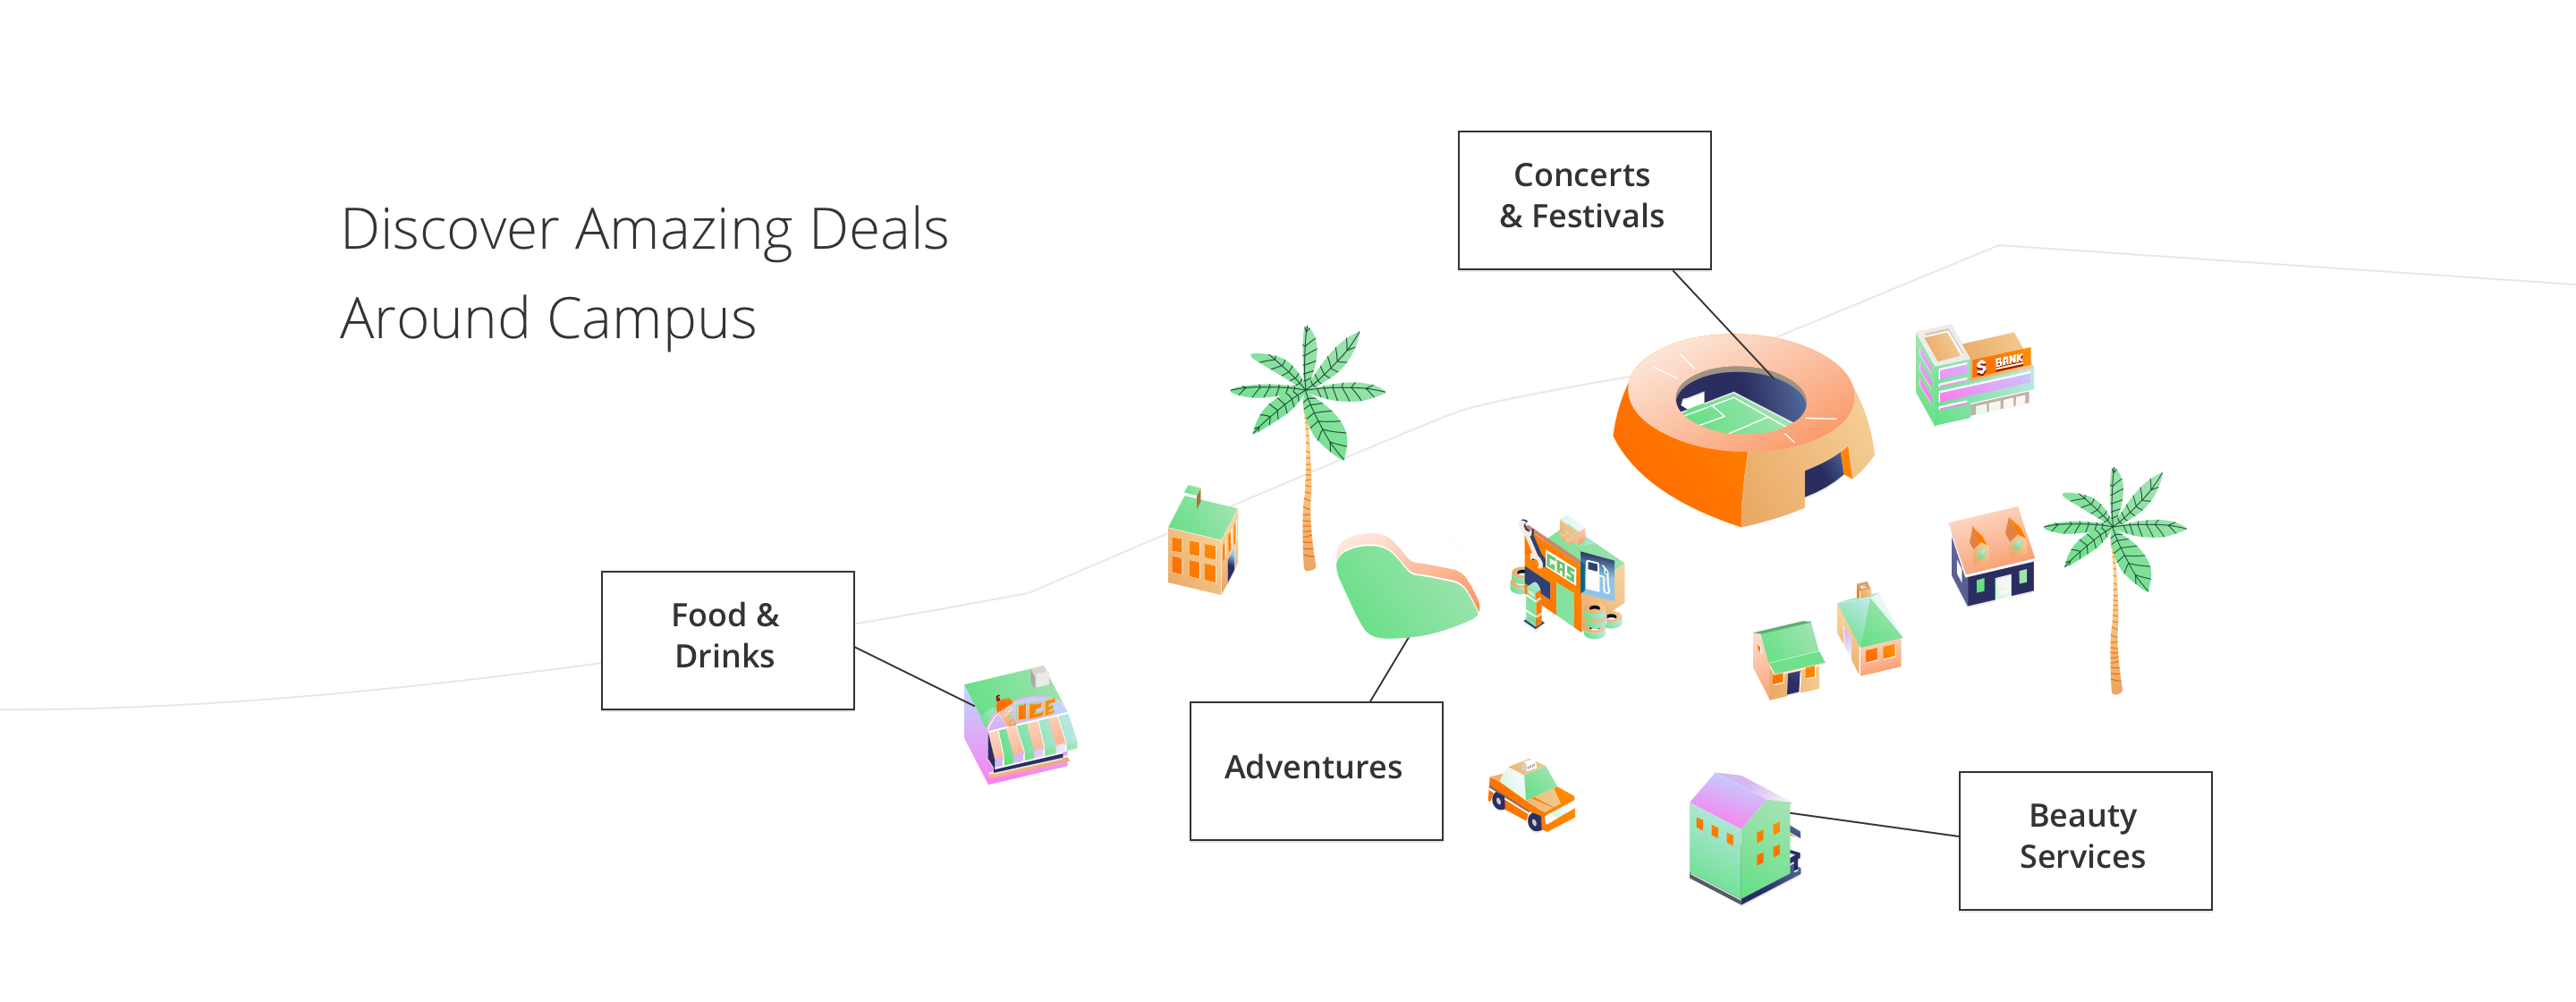 Discover Amazing Deals
Around Campus
Concerts
& Festivals
$ BANK
GAS
Food &
Drinks
ICE
Adventures
Beauty
Services